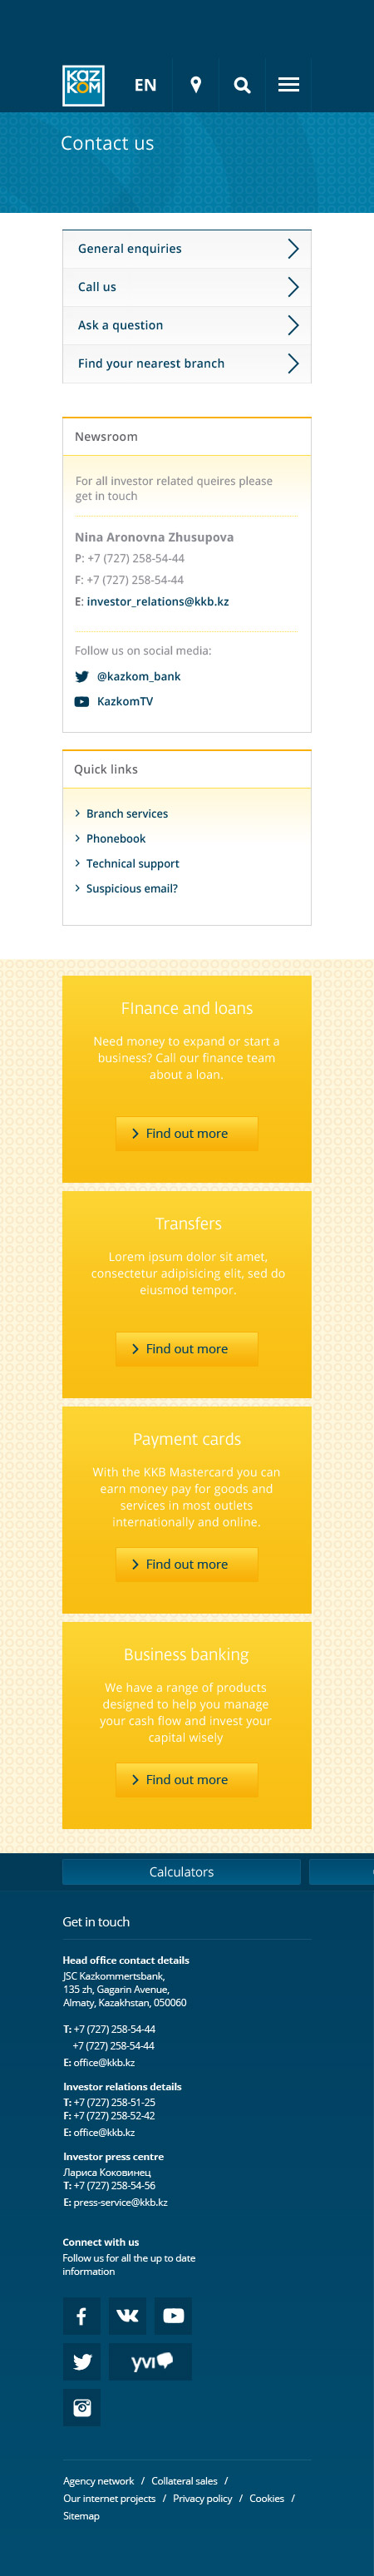 KAZ
KOM
EN
Contact us
General enquiries
Call us
Ask a question
Find your nearest branch
Newsroom
For all investor related queires please
get in touch
Nina Aronovna Zhusupova
P: +7 (727) 258-54-44
F: +7 (727) 258-54-44
E: investor_relations@kkb.kz
Follow us on social media:
@kazkom_bank
KazkomTV
Quick links
Branch services
Phonebook
Technical support
Suspicious email?
FInance and loans
Need money to expand or start a
business? Call our finance team
about a loan.
Find out more
Transfers
Lorem ipsum dolor sit amet,
consectetur adipisicing elit, sed do
eiusmod tempor.
Find out more
Payment cards
With the KKB Mastercard you can
earn money pay for goods and
services in most outlets
internationally and online.
Find out more
Business banking
We have a range of products
designed to help you manage
your cash flow and invest your
capital wisely
Find out more
Calculators
Get in touch
Head office contact details
JSC Kazkommertsbank,
135 zh, Gagarin Avenue,
Almaty, Kazakhstan, 050060
T: +7 (727) 258-54-44
+7 (727) 258-54-44
E: office@kkb.kz
Investor relations details
T: +7 (727) 258-51-25
F: +7 (727) 258-52-42
E: office@kkb.kz
Investor press centre
Лариса Коковинец
T: +7 (727) 258-54-56
E: press-service@kkb.kz
Connect with us
Follow us for all the up to date
information
yvi
Agency network / Collateral sales /
Our internet projects / Privacy policy / Cookies /
Sitemap